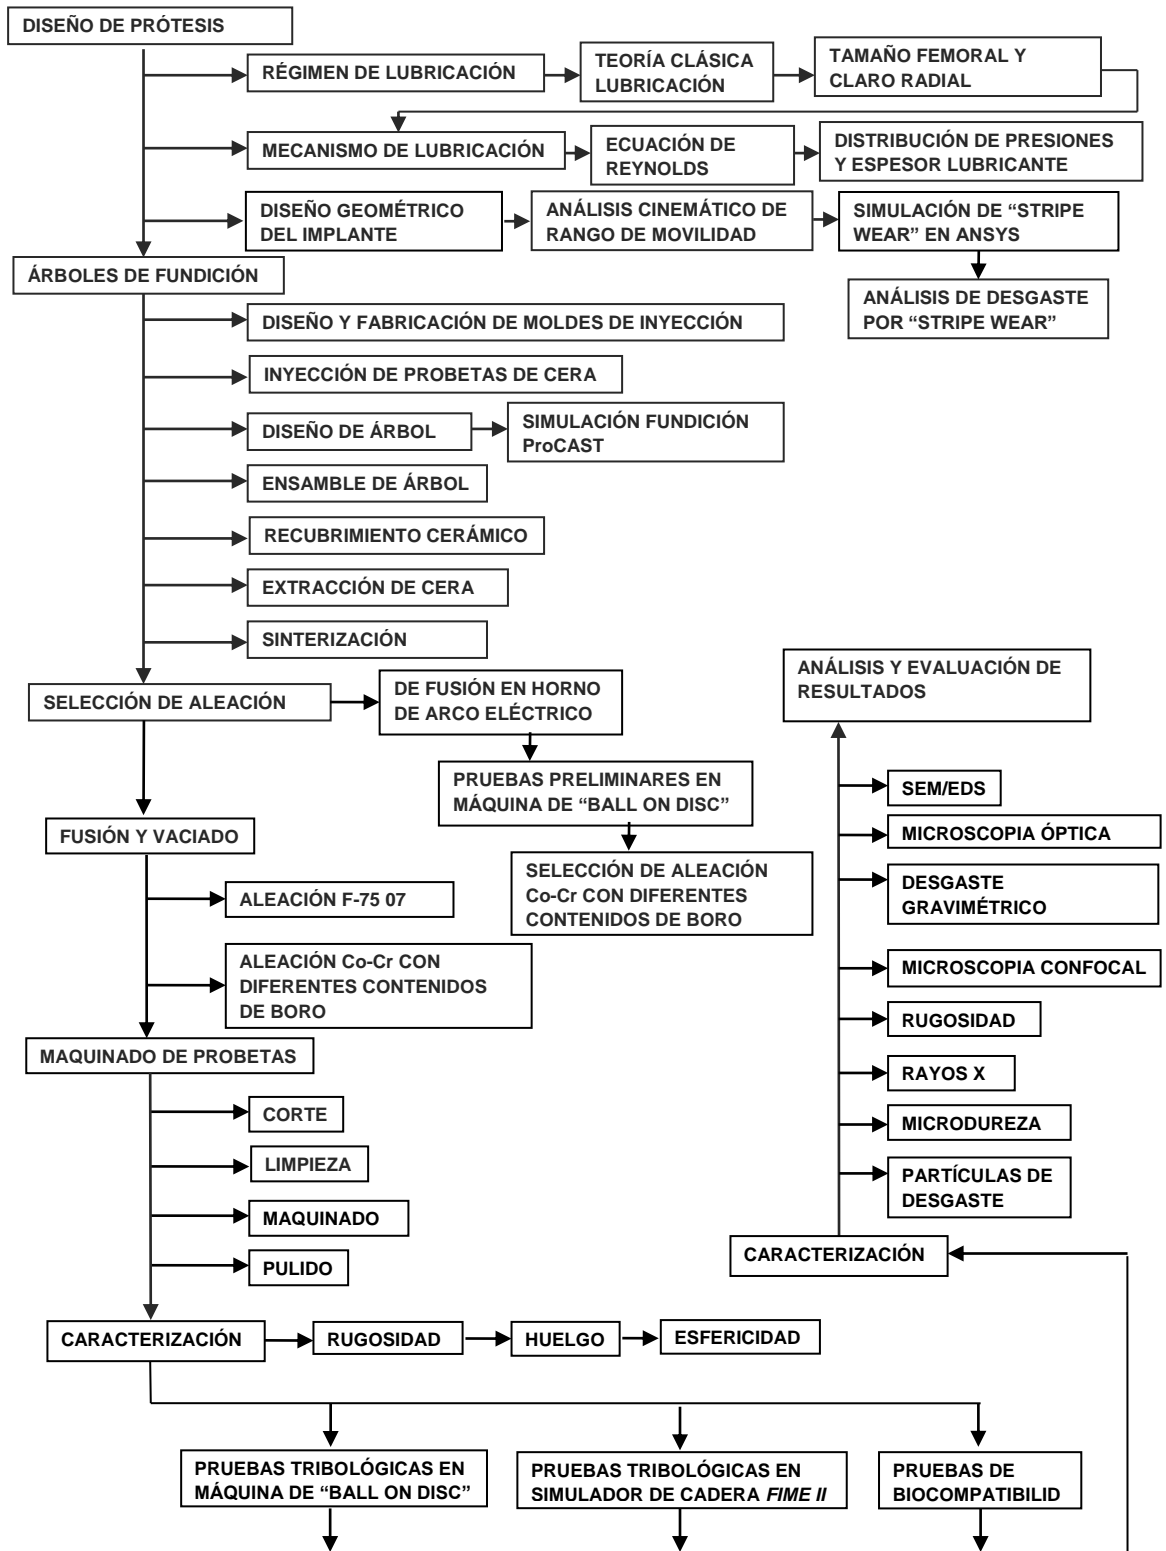 DISEÑO DE PRÓTESIS
RÉGIMEN DE LUBRICACIÓN
TEORÍA CLÁSICA
LUBRICACIÓN
TAMAÑO FEMORAL Y
CLARO RADIAL
MECANISMO DE LUBRICACIÓN
ECUACIÓN DE
REYNOLDS
DISTRIBUCIÓN DE PRESIONES
Y ESPESOR LUBRICANTE
DISEÑO GEOMÉTRICO
DEL IMPLANTE
ANÁLISIS CINEMÁTICO DE
RANGO DE MOVILIDAD
SIMULACIÓN DE “STRIPE
WEAR” EN ANSYS
ANÁLISIS DE DESGASTE
POR “STRIPE WEAR”
ÁRBOLES DE FUNDICIÓN
DISEÑO Y FABRICACIÓN DE MOLDES DE INYECCIÓN
INYECCIÓN DE PROBETAS DE CERA
DISEÑO DE ÁRBOL
SIMULACIÓN FUNDICIÓN
ProCAST
ENSAMBLE DE ÁRBOL
RECUBRIMIENTO CERÁMICO
EXTRACCIÓN DE CERA
SINTERIZACIÓN
SELECCIÓN DE ALEACIÓN
DE FUSIÓN EN HORNO
DE ARCO ELÉCTRICO
PRUEBAS PRELIMINARES EN
MÁQUINA DE “BALL ON DISC”
SELECCIÓN DE ALEACIÓN
Co-Cr CON DIFERENTES
CONTENIDOS DE BORO
FUSIÓN Y VACIADO
ALEACIÓN F-75 07
ALEACIÓN Co-Cr CON
DIFERENTES CONTENIDOS
DE BORO
MAQUINADO DE PROBETAS
CORTE
LIMPIEZA
MAQUINADO
PULIDO
CARACTERIZACIÓN
RUGOSIDAD
HUELGO
ESFERICIDAD
PRUEBAS TRIBOLÓGICAS EN
MÁQUINA DE “BALL ON DISC”
PRUEBAS TRIBOLÓGICAS EN
SIMULADOR DE CADERA FIME II
PRUEBAS DE
BIOCOMPATIBILID
ANÁLISIS Y EVALUACIÓN DE
RESULTADOS
SEM/EDS
MICROSCOPIA ÓPTICA
DESGASTE
GRAVIMÉTRICO
MICROSCOPIA CONFOCAL
RUGOSIDAD
RAYOS X
MICRODUREZA
PARTÍCULAS DE
DESGASTE
CARACTERIZACIÓN